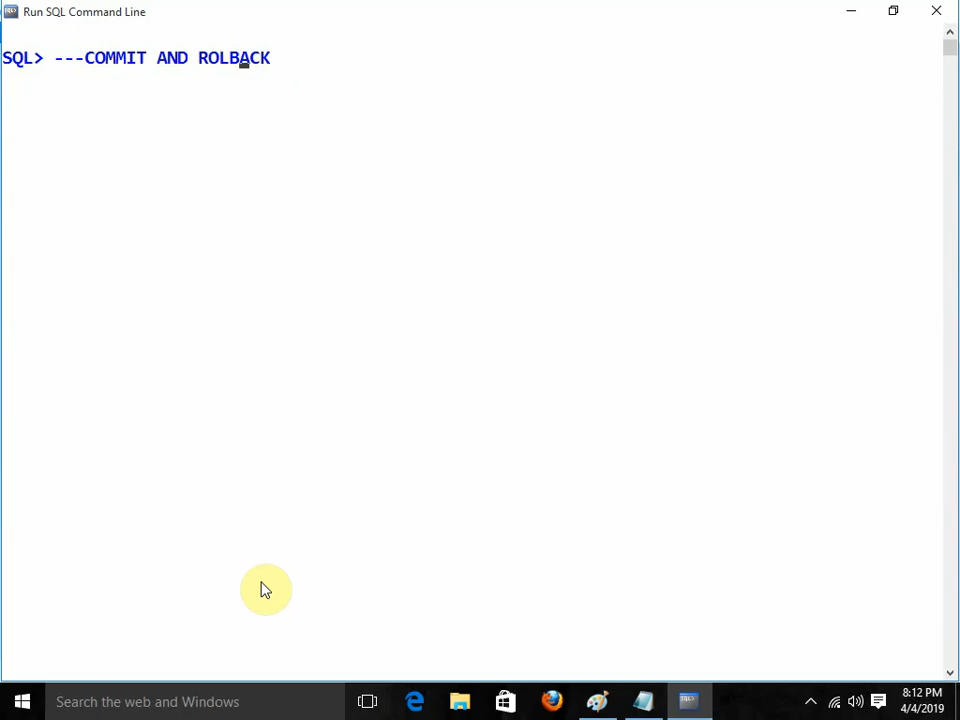 Run SQL Command Line
SQL> ---COMMIT AND ROLBACK
Search the web and Windows
8:12 PM
4/4/2019